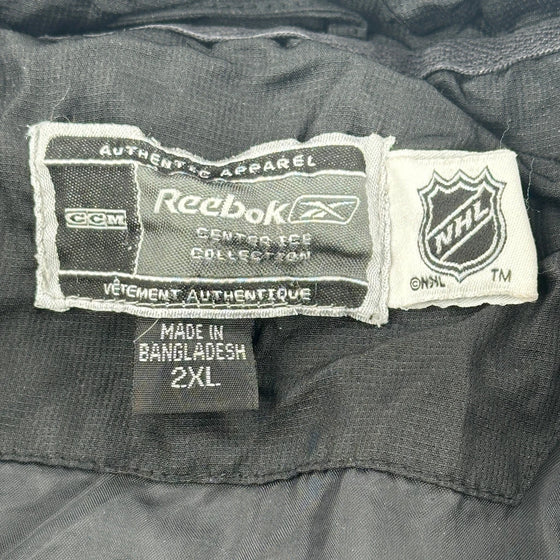 AUTHENTIC APPAREL
CCM
Reebok
CENTER ICE
COLLECTION
VÊTEMENT AUTHENTIQUE
NHL
©NHL
TM
MADE IN
BANGLADESH
2XL